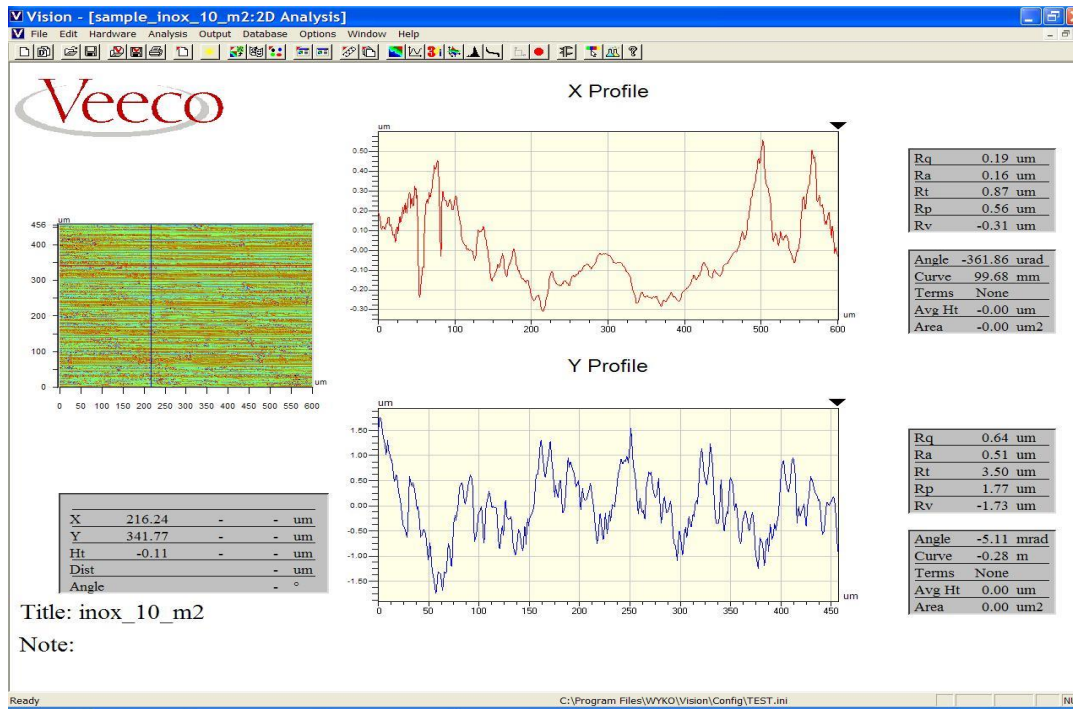 Vision - [sample_inox_10_m2:2D Analysis]
File Edit Hardware Analysis Output Database Options Window Help
Veeco
X Profile
um
0.50
0.40
0.30
0.20
0.10
-0.00
-0.10
-0.20
-0.30
0 100 200 300 400 500 600
um
Rq 0.19 um
Ra 0.16 um
Rt 0.87 um
Rp 0.56 um
Rv -0.31 um
Angle -361.86 urad
Curve 99.68 mm
Terms None
Avg Ht -0.00 um
Area -0.00 um2
um
456
400
300
200
100
0
um
0 50 100 150 200 250 300 350 400 450 500 550 600
Y Profile
um
1.50
1.00
0.50
0.00
-0.50
-1.00
-1.50
0 50 100 150 200 250 300 350 400 450
um
Rq 0.64 um
Ra 0.51 um
Rt 3.50 um
Rp 1.77 um
Rv -1.73 um
Angle -5.11 mrad
Curve -0.28 m
Terms None
Avg Ht 0.00 um
Area 0.00 um2
X 216.24 - - um
Y 341.77 - - um
Ht -0.11 - - um
Dist - um
Angle - °
Title: inox_10_m2
Note:
Ready C:\Program Files\WYKO\Vision\Config\TEST.ini